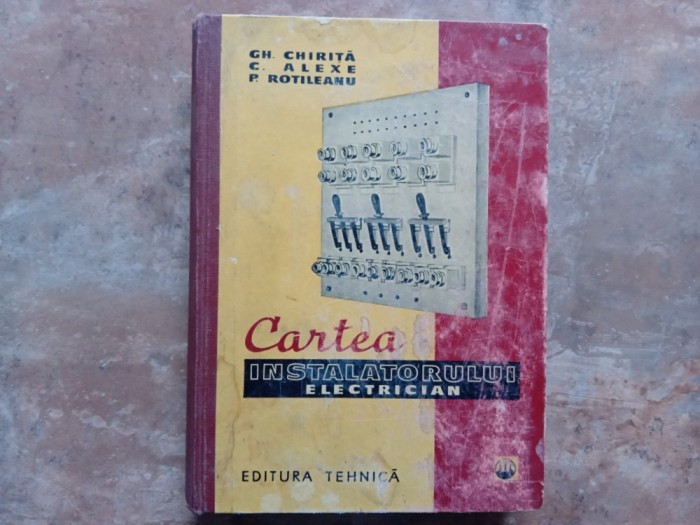 GH. CHIRIȚĂ
C. ALEXE
P. ROTILEANU
Cartea
INSTALATORULUI
ELECTRICIAN
EDITURA TEHNICĂ